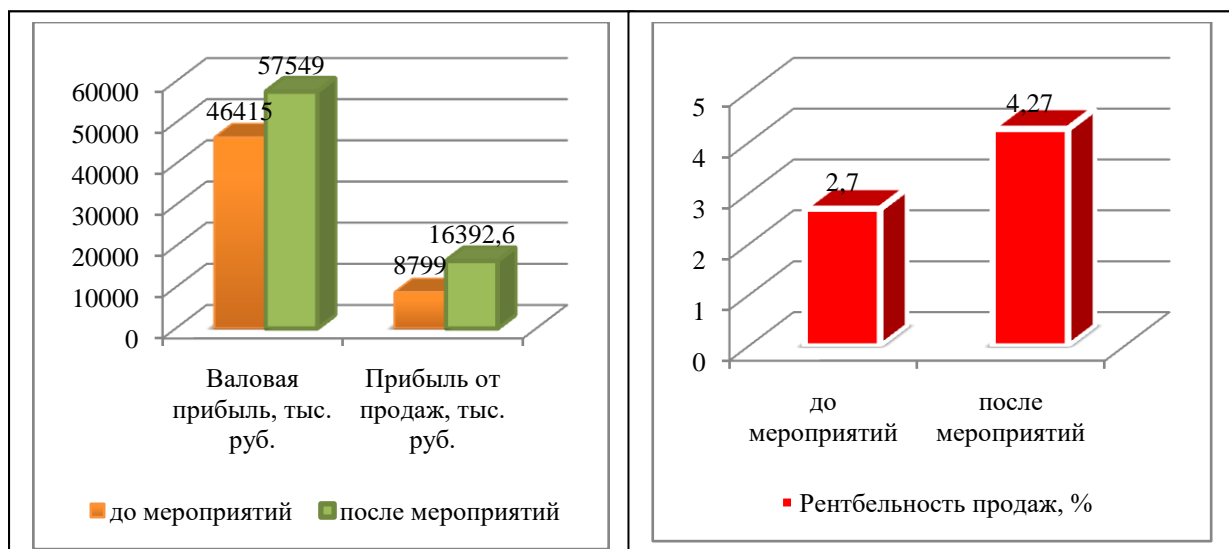 57549
60000
46415
50000
40000
30000
20000
16392,6
8799
10000
0
Валовая
прибыль, тыс.
руб.
Прибыль от
продаж, тыс.
руб.
до мероприятий
после мероприятий
5
4,27
4
2,7
3
2
1
0
до
мероприятий
после
мероприятий
Рентбельность продаж, %